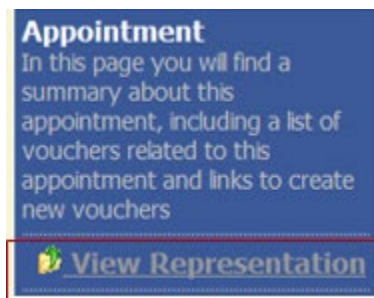 Appointment
In this page you will find a
summary about this
appointment, including a list of
vouchers related to this
appointment and links to create
new vouchers
View Representation